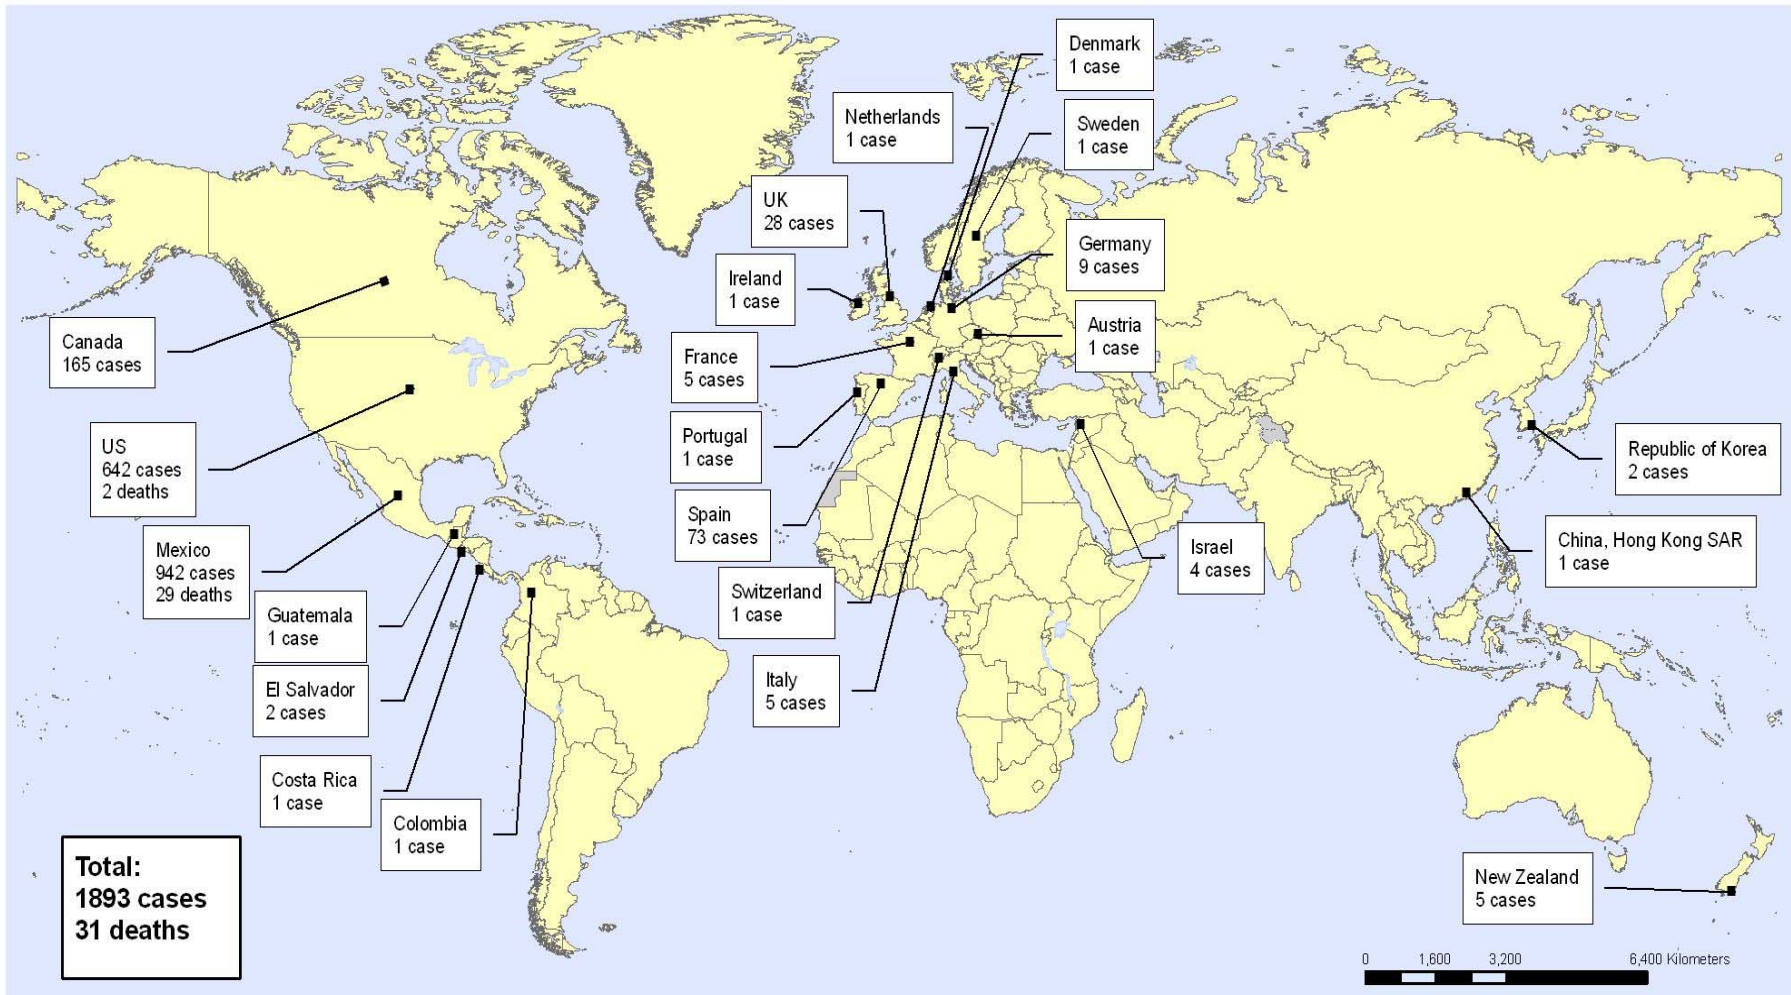 Denmark
1 case
Netherlands
1 case
Sweden
1 case
UK
28 cases
Germany
9 cases
Ireland
1 case
Canada
165 cases
France
5 cases
Austria
1 case
US
642 cases
2 deaths
Portugal
1 case
Republic of Korea
2 cases
Spain
73 cases
Mexico
942 cases
29 deaths
Israel
4 cases
China, Hong Kong SAR
1 case
Switzerland
1 case
Guatemala
1 case
El Salvador
2 cases
Italy
5 cases
Costa Rica
1 case
Colombia
1 case
Total:
1893 cases
31 deaths
New Zealand
5 cases
0 1,600 3,200 6,400 Kilometers